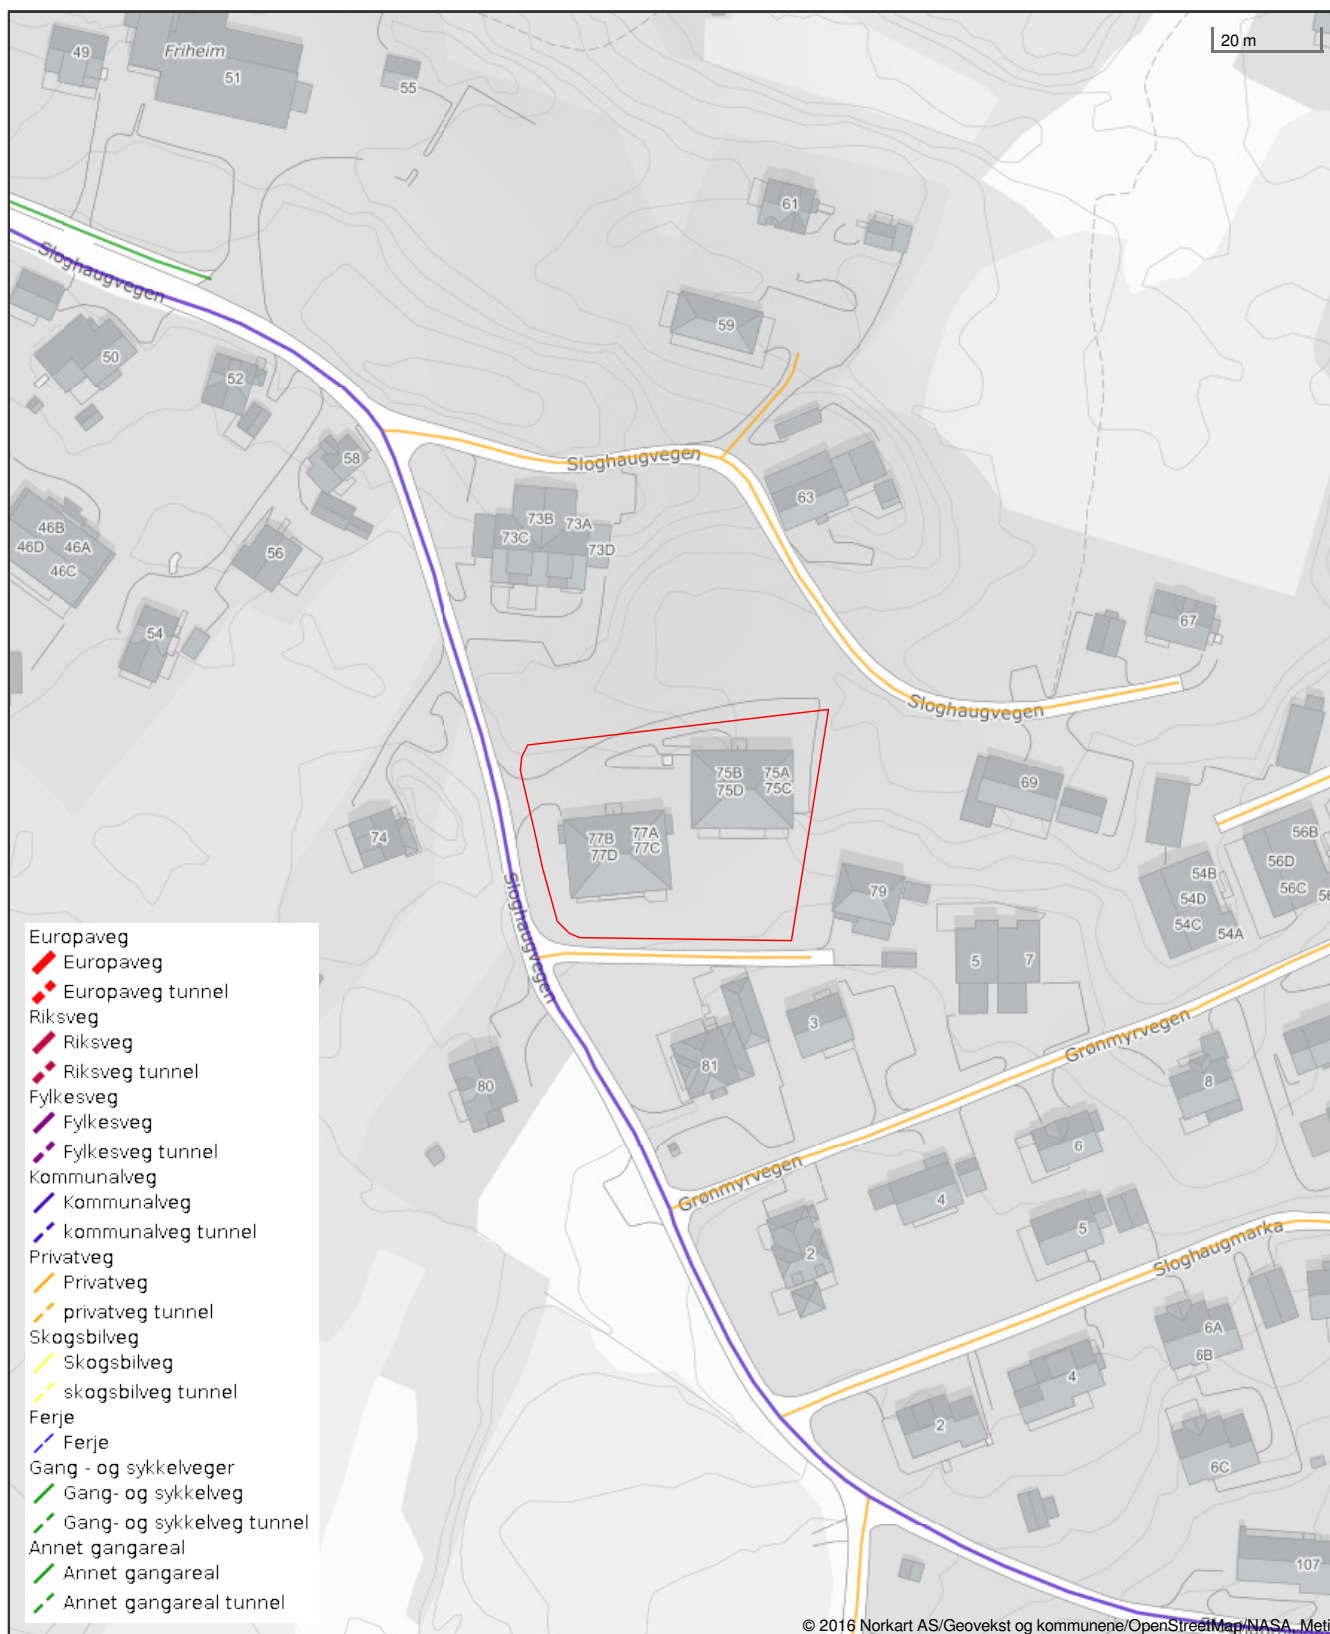 20 m
49
Friheim
51
55
61
Sloghaugvegen
59
50
52
58
Sloghaugvegen
63
46B
46D
46A
46C
73B
73A
73C
73D
56
54
67
Sloghaugvegen
75B
75A
75D
75C
69
74
77B
77A
77D
77C
56B
56D
56C
54B
54D
54C
54A
79
Sloghaugvegen
5
7
3
81
80
Grønmyrvegen
8
6
Grønmyrvegen
4
5
2
Sloghaugmarka
6A
6B
4
2
6C
107
Europaveg
Europaveg
Europaveg tunnel
Riksveg
Riksveg
Riksveg tunnel
Fylkesveg
Fylkesveg
Fylkesveg tunnel
Kommunalveg
Kommunalveg
kommunalveg tunnel
Privatveg
Privatveg
privatveg tunnel
Skogsbilveg
Skogsbilveg
skogsbilveg tunnel
Ferje
Ferje
Gang - og sykkelveger
Gang- og sykkelveg
Gang- og sykkelveg tunnel
Annet gangareal
Annet gangareal
Annet gangareal tunnel
© 2016 Norkart AS/Geovekst og kommunene/OpenStreetMap/NASA, Meti